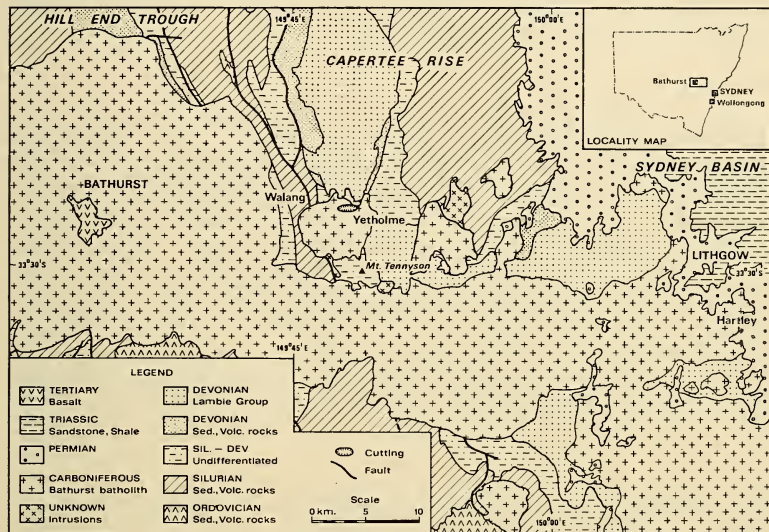 HILL END TROUGH
149°45'E
CAPERTEE RISE
150°00'E
Bathurst
SYDNEY
Wollongong
LOCALITY MAP
SYDNEY BASIN
BATHURST
Walang
Yetholme
Mt. Tennyson
LITHGOW
33°30'S
33°30'S
Hartley
149°45'E
LEGEND
TERTIARY
Basalt
TRIASSIC
Sandstone, Shale
PERMIAN
CARBONIFEROUS
Bathurst batholith
UNKNOWN
Intrusions
DEVONIAN
Lambie Group
DEVONIAN
Sed., Volc. rocks
SIL. – DEV
Undifferentiated
SILURIAN
Sed., Volc. rocks
ORDOVICIAN
Sed., Volc. rocks
Cutting
Fault
Scale
0 km. 5 10
150°00'E